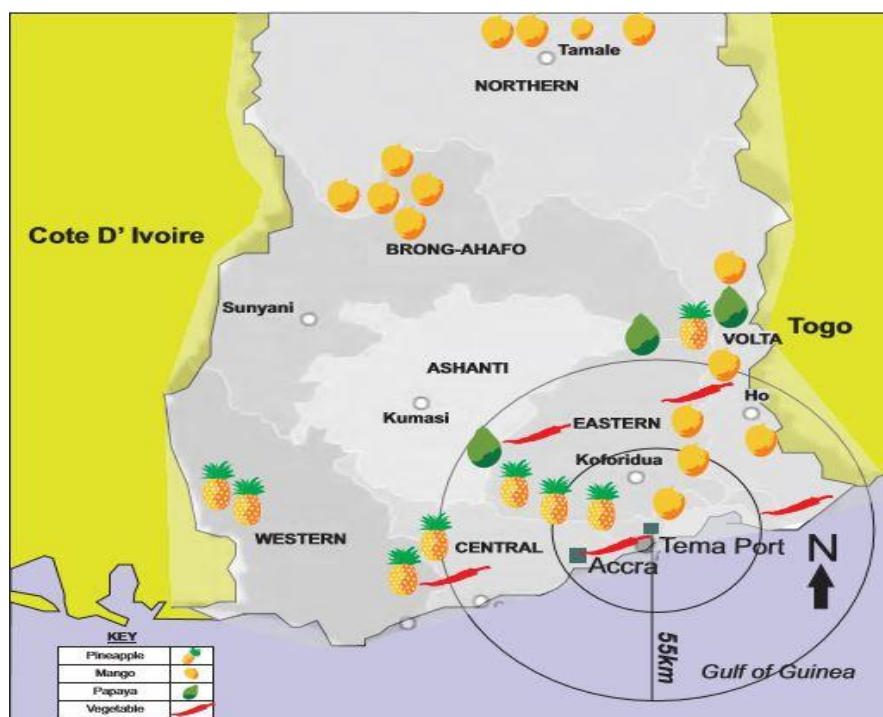 Tamale
NORTHERN
Cote D' Ivoire
BRONG-AHAFO
Sunyani
Togo
VOLTA
ASHANTI
Ho
Kumasi
EASTERN
Koforidua
WESTERN
CENTRAL
Tema Port
Accra
N
55km
Gulf of Guinea
KEY
Pineapple
Mango
Papaya
Vegetable